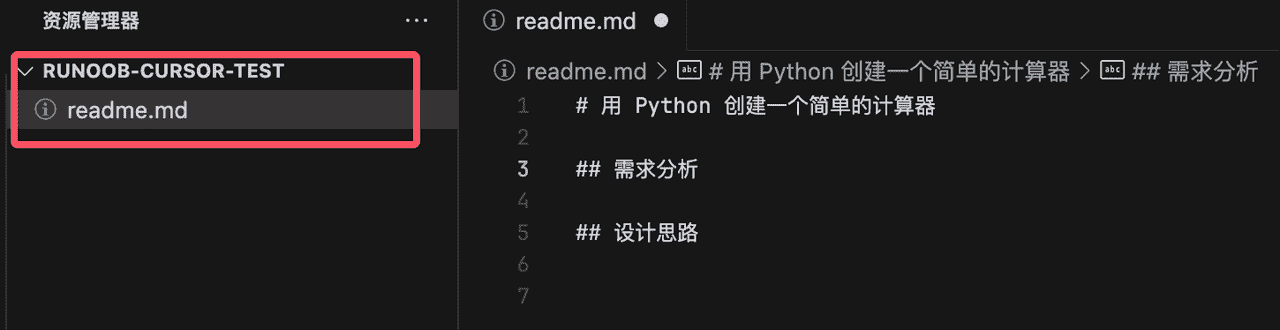 资源管理器 ···
RUNOOB-CURSOR-TEST
readme.md
readme.md
readme.md > # 用 Python 创建一个简单的计算器 > ## 需求分析
1 # 用 Python 创建一个简单的计算器
2
3 ## 需求分析
4
5 ## 设计思路
6
7